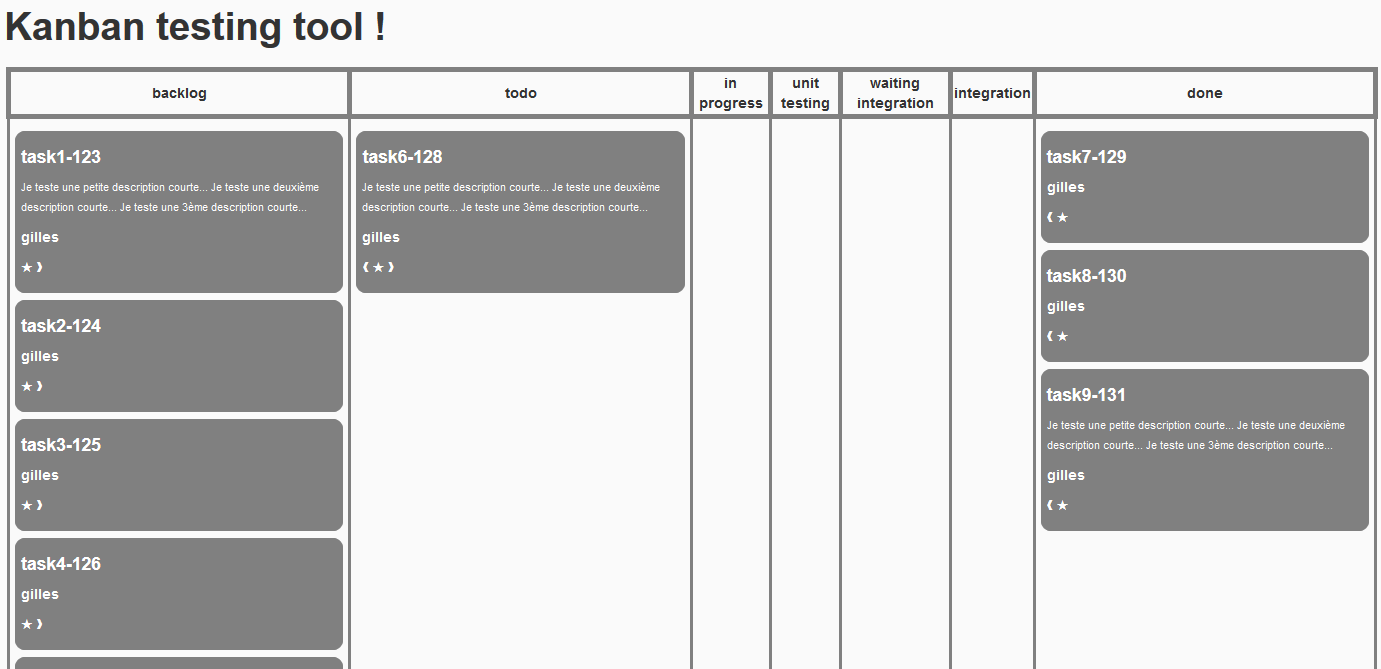 Kanban testing tool !
backlog
todo
in
progress
unit
testing
waiting
integration
integration
done
task1-123
Je teste une petite description courte... Je teste une deuxième
description courte... Je teste une 3ème description courte...
gilles
★ ❫
task2-124
gilles
★ ❫
task3-125
gilles
★ ❫
task4-126
gilles
★ ❫
task6-128
Je teste une petite description courte... Je teste une deuxième
description courte... Je teste une 3ème description courte...
gilles
❪ ★ ❫
task7-129
gilles
❪ ★
task8-130
gilles
❪ ★
task9-131
Je teste une petite description courte... Je teste une deuxième
description courte... Je teste une 3ème description courte...
gilles
❪ ★